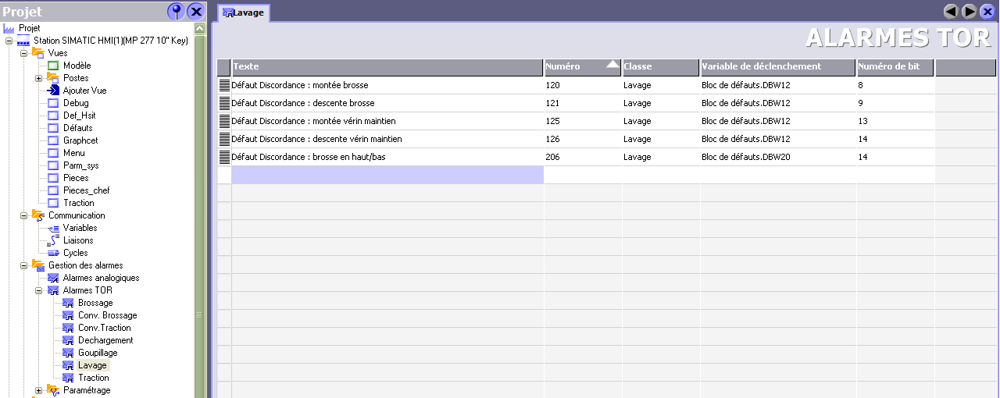 Projet
Projet
Station SIMATIC HMI(1)(MP 277 10" Key)
Vues
Modèle
Postes
Ajouter Vue
Debug
Def_Hsit
Défauts
Graphcet
Menu
Parm_sys
Pieces
Pieces_chef
Traction
Communication
Variables
Liaisons
Cycles
Gestion des alarmes
Alarmes analogiques
Alarmes TOR
Brossage
Conv. Brossage
Conv.Traction
Dechargement
Goupillage
Lavage
Traction
Paramétrage
Lavage
ALARMES TOR
Texte Numéro Classe Variable de déclenchement Numéro de bit
Défaut Discordance : montée brosse 120 Lavage Bloc de défauts.DBW12 8
Défaut Discordance : descente brosse 121 Lavage Bloc de défauts.DBW12 9
Défaut Discordance : montée vérin maintien 125 Lavage Bloc de défauts.DBW12 13
Défaut Discordance : descente vérin maintien 126 Lavage Bloc de défauts.DBW12 14
Défaut Discordance : brosse en haut/bas 206 Lavage Bloc de défauts.DBW20 14